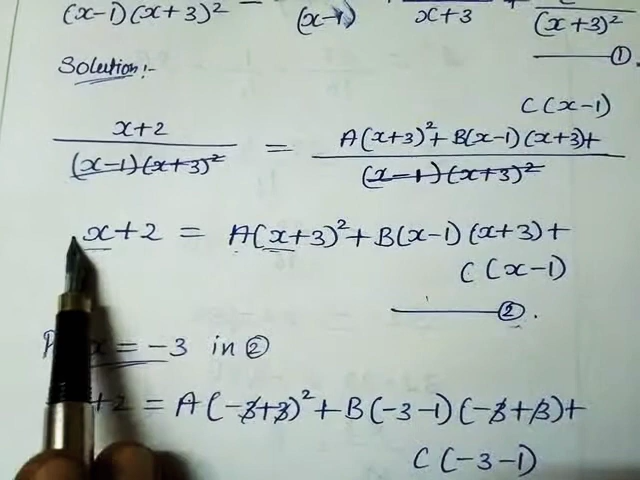 (x-1)(x+3)² = (x-1) x+3 + (x+3)²
①.
Solution:-
C(x-1)
x+2 = A(x+3)² + B(x-1)(x+3)+
(x-1)(x+3)² (x-1)(x+3)²
x+2 = A(x+3)² + B(x-1)(x+3)+
C(x-1)
②.
x = -3 in ②
+2 = A(-3+3)² + B(-3-1)(-3+3)+
C(-3-1)